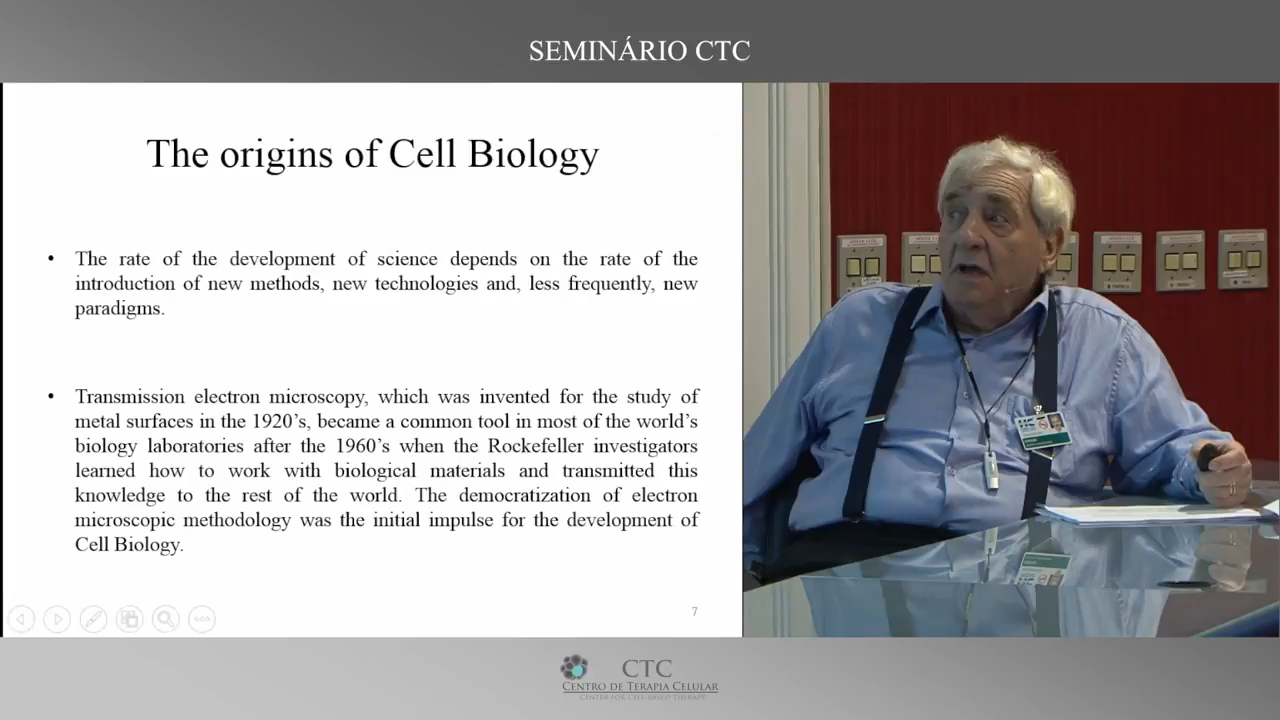 SEMINÁRIO CTC
The origins of Cell Biology
• The rate of the development of science depends on the rate of the
introduction of new methods, new technologies and, less frequently, new
paradigms.
• Transmission electron microscopy, which was invented for the study of
metal surfaces in the 1920's, became a common tool in most of the world's
biology laboratories after the 1960's when the Rockefeller investigators
learned how to work with biological materials and transmitted this
knowledge to the rest of the world. The democratization of electron
microscopic methodology was the initial impulse for the development of
Cell Biology.
7
CTC
CENTRO DE TERAPIA CELULAR
CENTER FOR CELL-BASED THERAPY